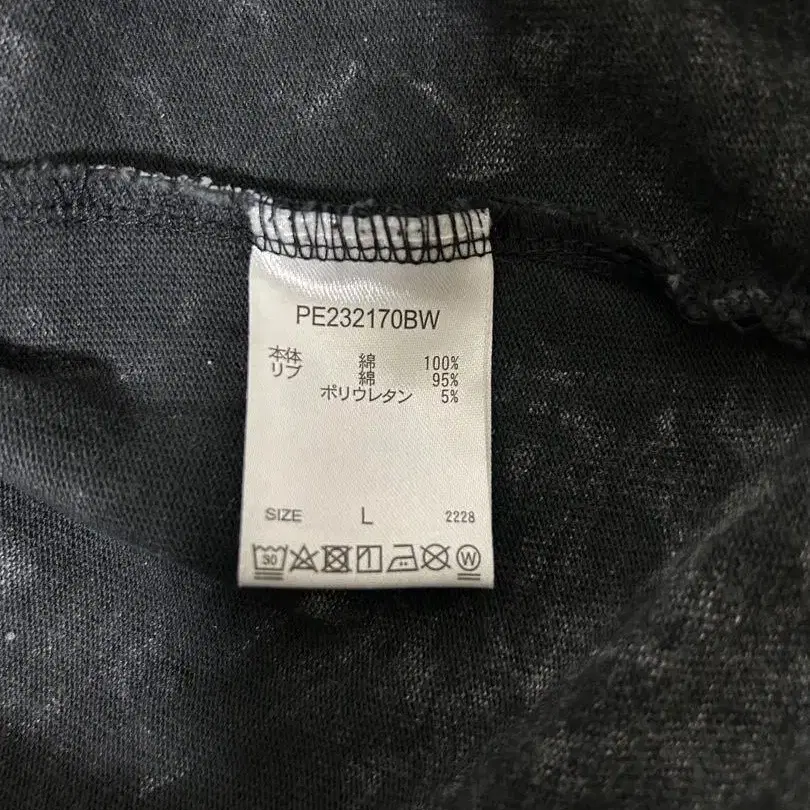 PE232170BW
本体 綿 100%
リブ 綿 95%
ポリウレタン 5%
SIZE L 2228
30 W